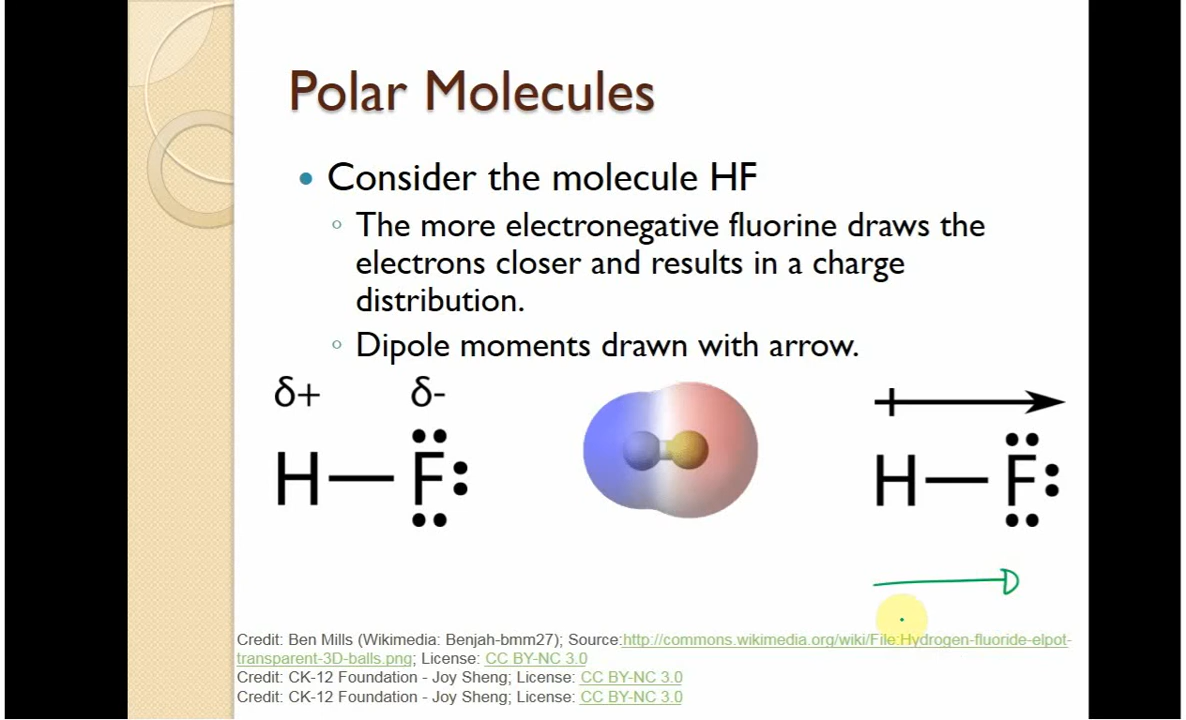 Polar Molecules
• Consider the molecule HF
◦ The more electronegative fluorine draws the
electrons closer and results in a charge
distribution.
◦ Dipole moments drawn with arrow.
δ+ δ-
H—F
H—F
Credit: Ben Mills (Wikimedia: Benjah-bmm27); Source:http://commons.wikimedia.org/wiki/File:Hydrogen-fluoride-elpot-
transparent-3D-balls.png; License: CC BY-NC 3.0
Credit: CK-12 Foundation - Joy Sheng; License: CC BY-NC 3.0
Credit: CK-12 Foundation - Joy Sheng; License: CC BY-NC 3.0